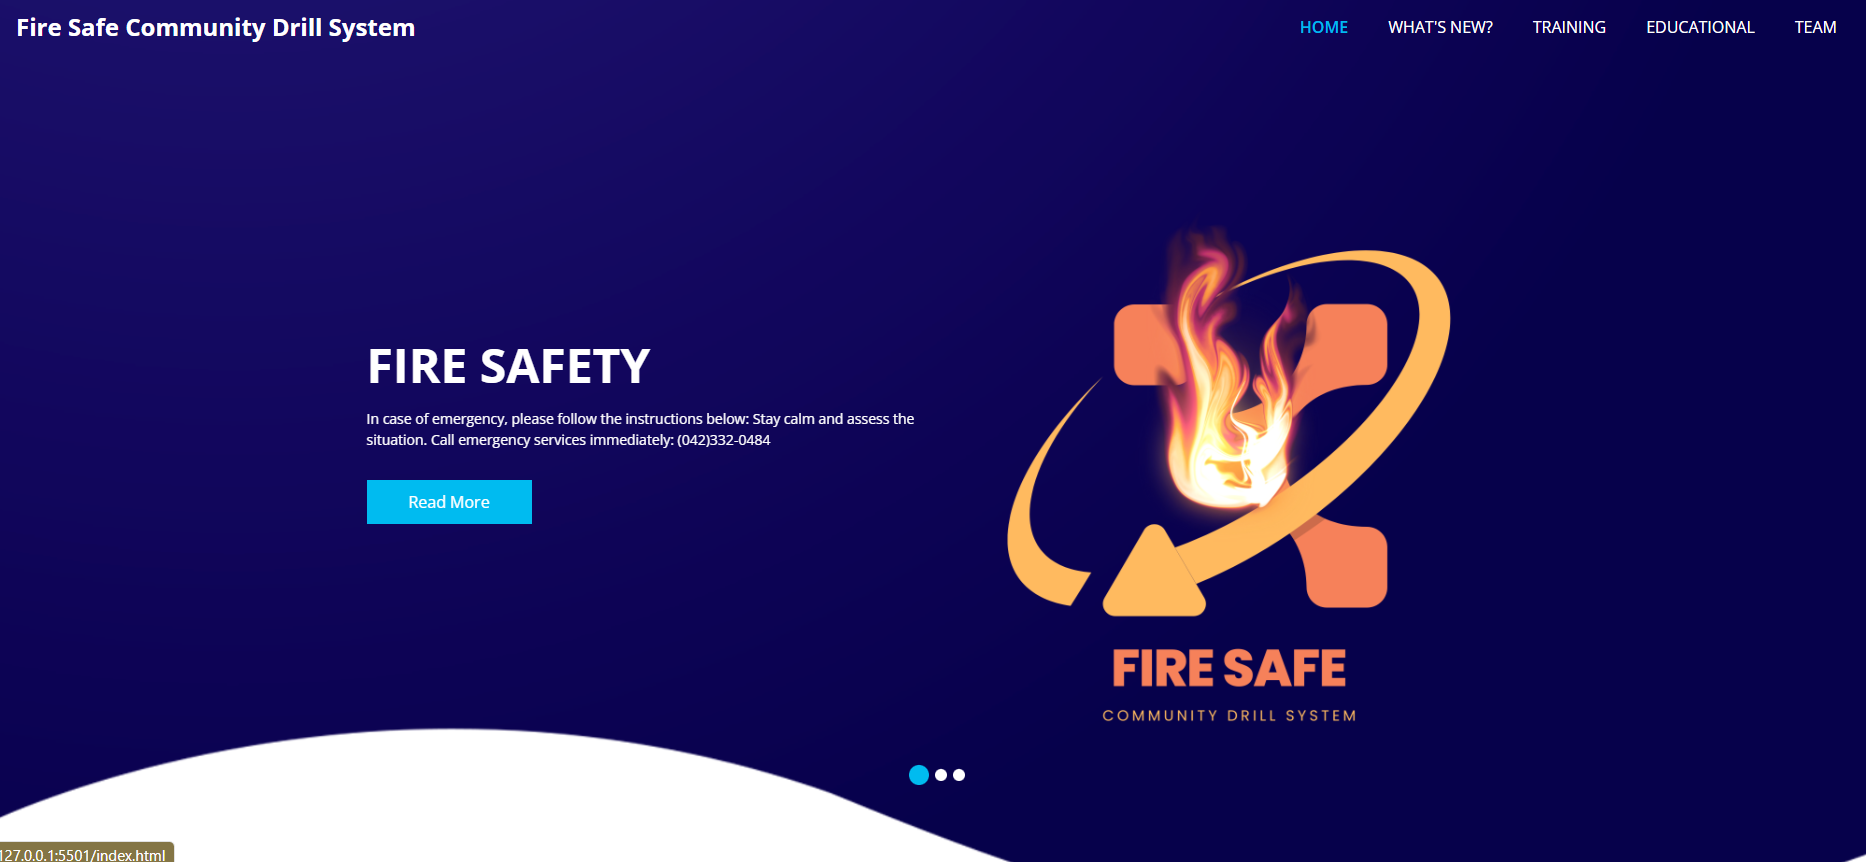 Fire Safe Community Drill System
HOME WHAT'S NEW? TRAINING EDUCATIONAL TEAM
FIRE SAFETY
In case of emergency, please follow the instructions below: Stay calm and assess the
situation. Call emergency services immediately: (042)332-0484
Read More
FIRE SAFE
COMMUNITY DRILL SYSTEM
127.0.0.1:5501/index.html